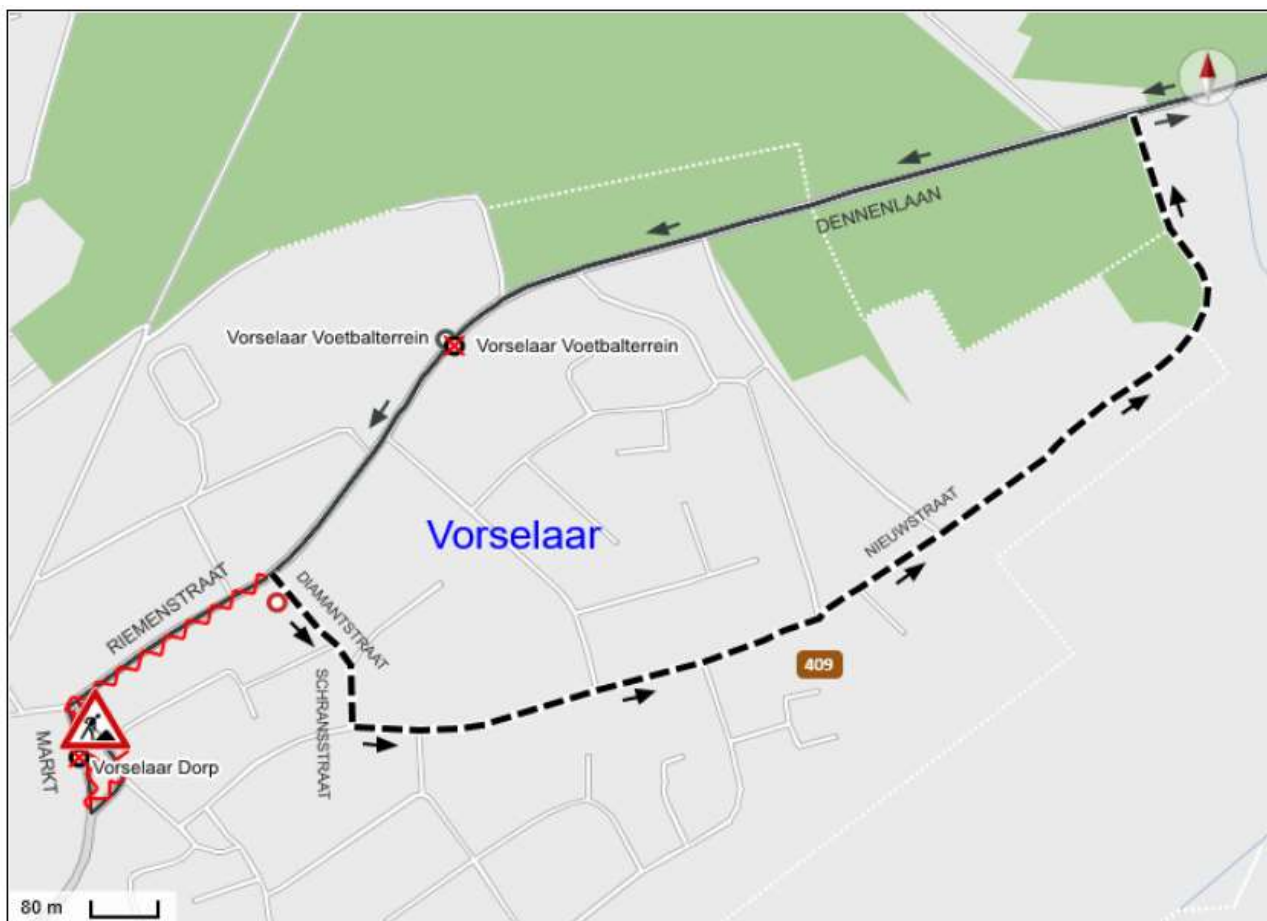 DENNENLAAN
Vorselaar Voetbalterrein
Vorselaar Voetbalterrein
Vorselaar
NIEUWSTRAAT
RIEMENSTRAAT
DIAMANTSTRAAT
409
SCHRANSSTRAAT
MARKT
Vorselaar Dorp
80 m